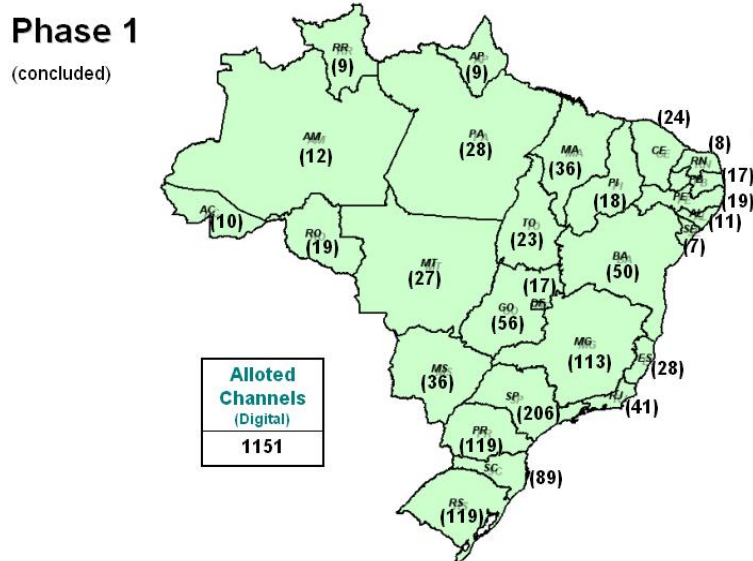 Phase 1
(concluded)
RR
(9)
AP
(9)
AM
(12)
PA
(28)
MA
(36)
CE
(24)
RN
(8)
PB
(17)
PI
(18)
PE
(19)
AL
(11)
SE
(7)
AC
(10)
RO
(19)
TO
(23)
MT
(27)
BA
(50)
(17)
DF
GO
(56)
MG
(113)
ES
(28)
MS
(36)
SP
(206)
RJ
(41)
PR
(119)
SC
(89)
RS
(119)
Alloted
Channels
(Digital)
1151